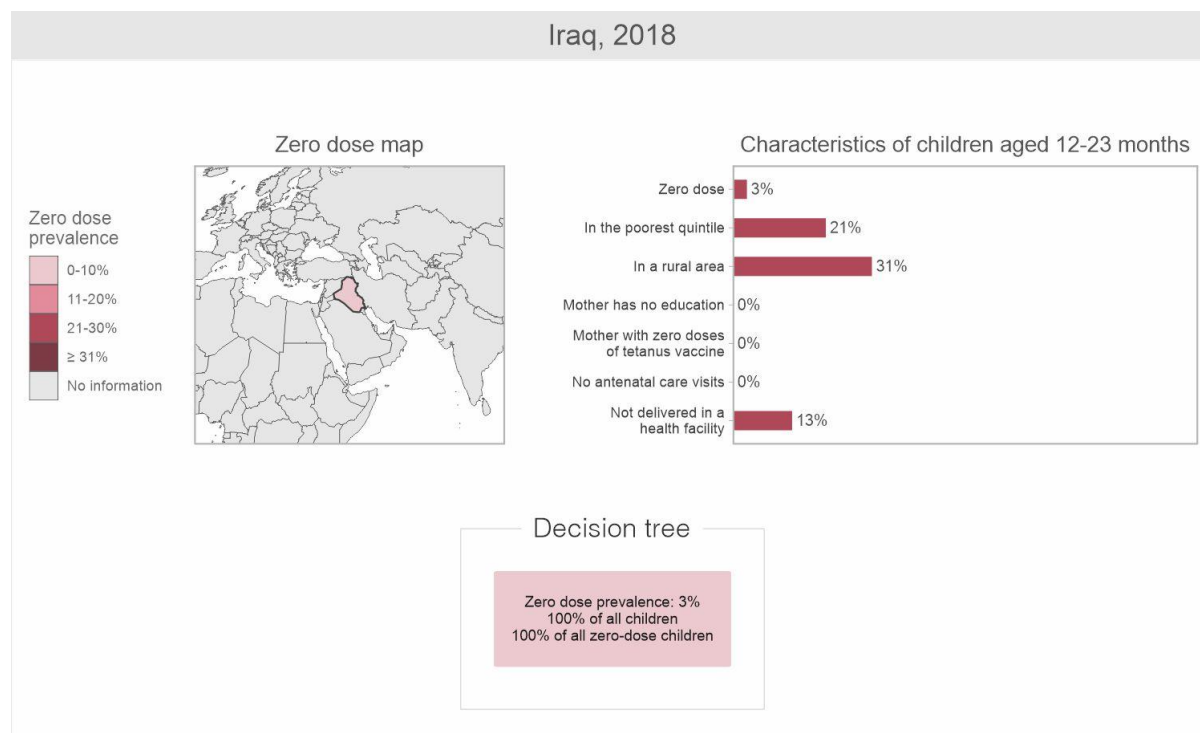 Iraq, 2018
Zero dose map
Zero dose
prevalence
0-10%
11-20%
21-30%
≥ 31%
No information
Characteristics of children aged 12-23 months
Zero dose
3%
In the poorest quintile
21%
In a rural area
31%
Mother has no education
0%
Mother with zero doses
of tetanus vaccine
0%
No antenatal care visits
0%
Not delivered in a
health facility
13%
Decision tree
Zero dose prevalence: 3%
100% of all children
100% of all zero-dose children